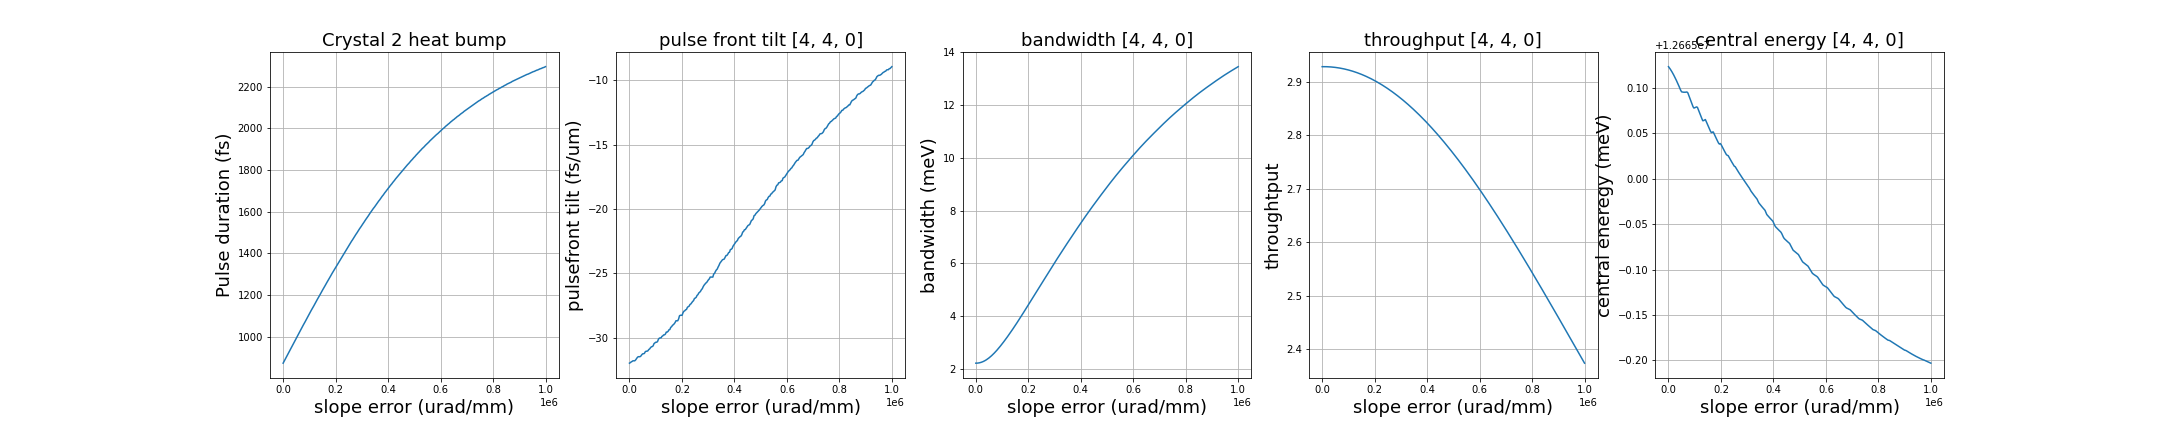 Crystal 2 heat bump
Pulse duration (fs)
2200
2000
1800
1600
1400
1200
1000
0.0 0.2 0.4 0.6 0.8 1.0
1e6
slope error (urad/mm)
pulse front tilt [4, 4, 0]
pulsefront tilt (fs/um)
−10
−15
−20
−25
−30
0.0 0.2 0.4 0.6 0.8 1.0
1e6
slope error (urad/mm)
bandwidth [4, 4, 0]
bandwidth (meV)
14
12
10
8
6
4
2
0.0 0.2 0.4 0.6 0.8 1.0
1e6
slope error (urad/mm)
throughput [4, 4, 0]
throughtput
2.9
2.8
2.7
2.6
2.5
2.4
0.0 0.2 0.4 0.6 0.8 1.0
1e6
slope error (urad/mm)
central energy [4, 4, 0]
+1.2665e7
central eneregy (meV)
0.10
0.05
0.00
−0.05
−0.10
−0.15
−0.20
0.0 0.2 0.4 0.6 0.8 1.0
1e6
slope error (urad/mm)